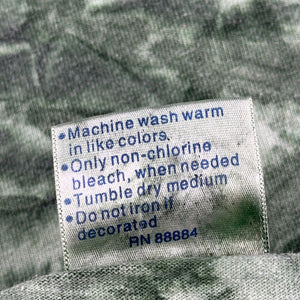 •Machine wash warm
in like colors.
•Only non-chlorine
bleach, when needed
•Tumble dry medium
•Do not iron if
decorated
RN 88884